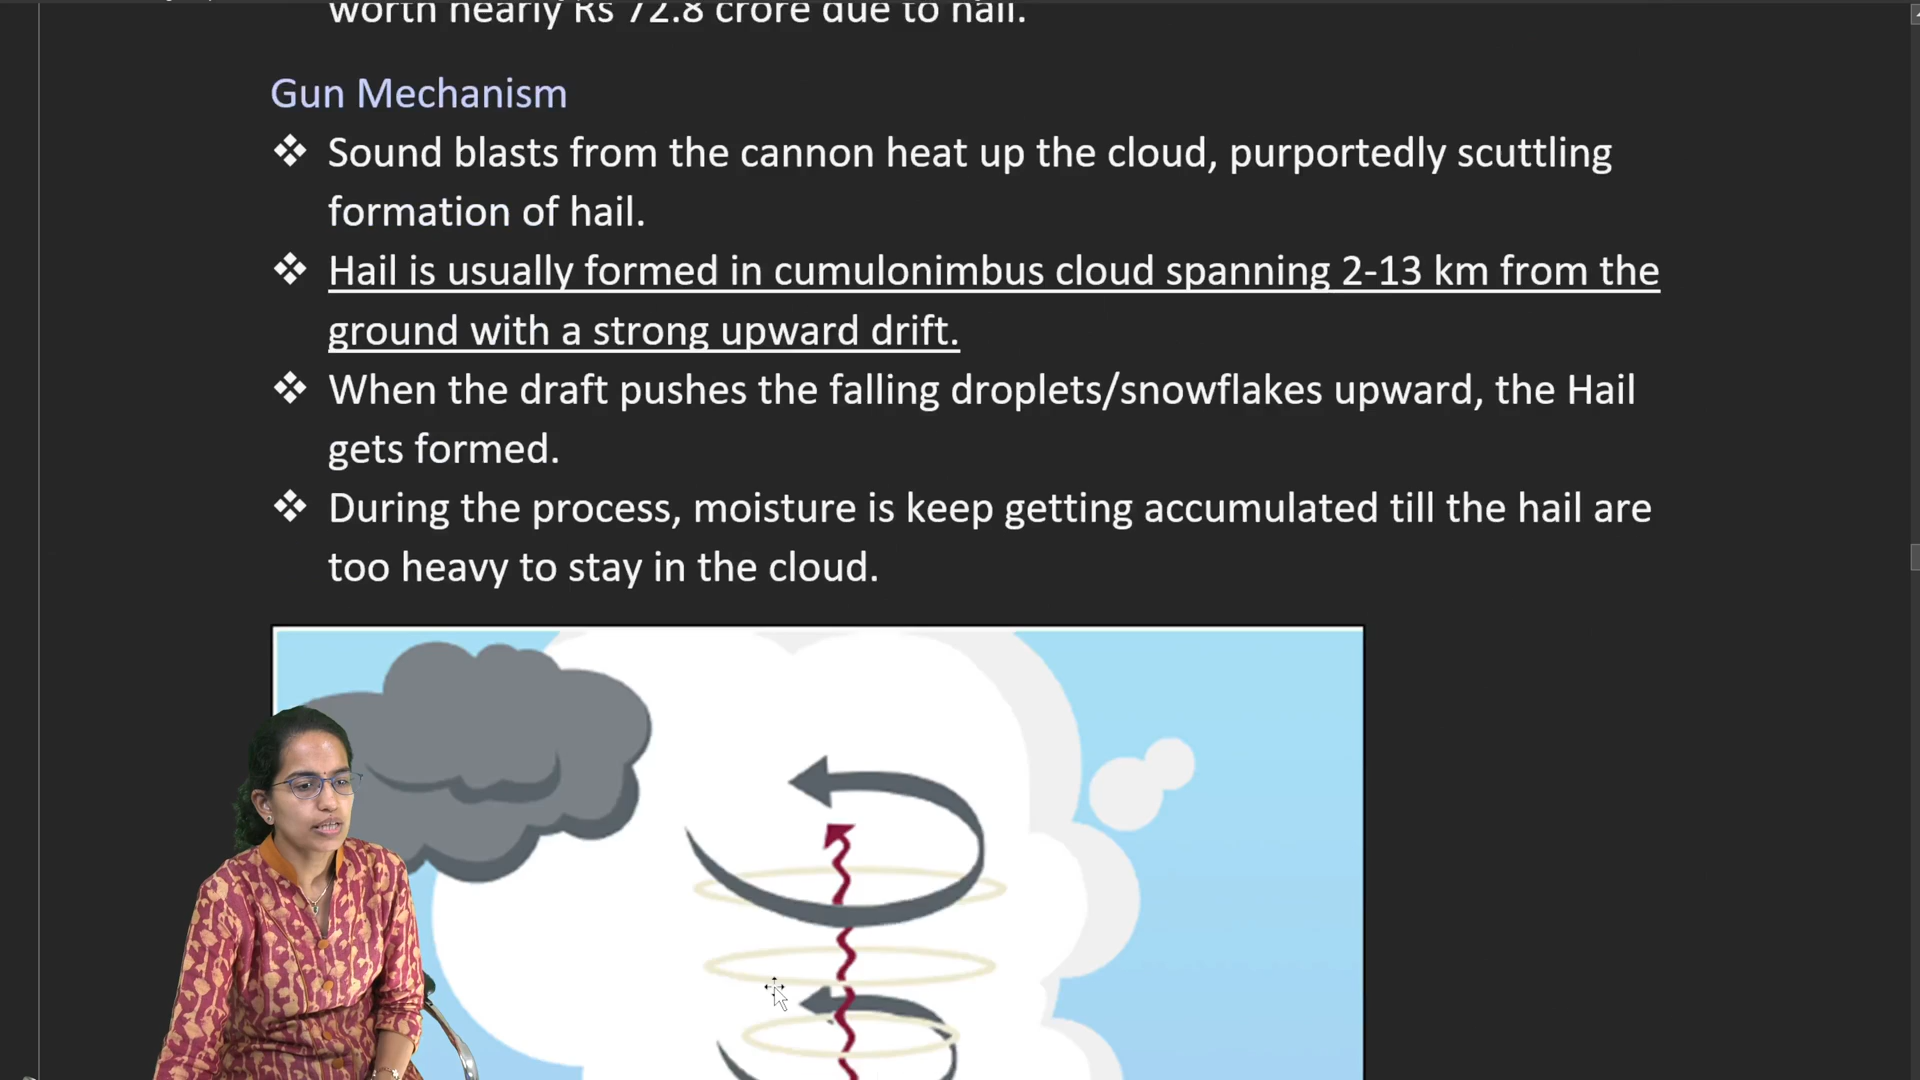 worth nearly Rs 72.8 crore due to hail.
Gun Mechanism
❖ Sound blasts from the cannon heat up the cloud, purportedly scuttling
formation of hail.
❖ Hail is usually formed in cumulonimbus cloud spanning 2-13 km from the
ground with a strong upward drift.
❖ When the draft pushes the falling droplets/snowflakes upward, the Hail
gets formed.
❖ During the process, moisture is keep getting accumulated till the hail are
too heavy to stay in the cloud.